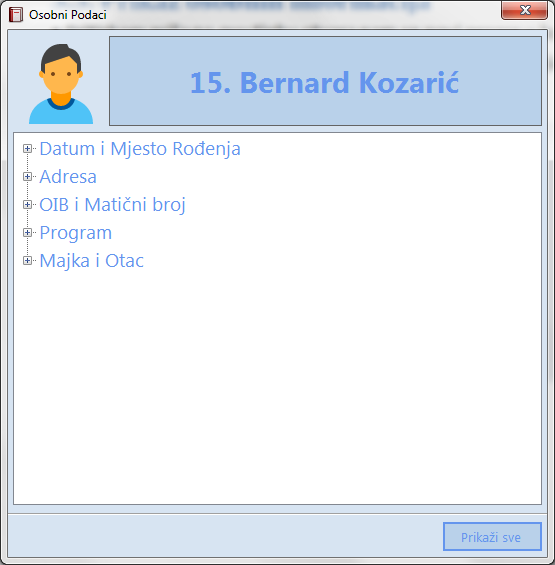 Osobni Podaci
15. Bernard Kozarić
Datum i Mjesto Rođenja
Adresa
OIB i Matični broj
Program
Majka i Otac
Prikaži sve